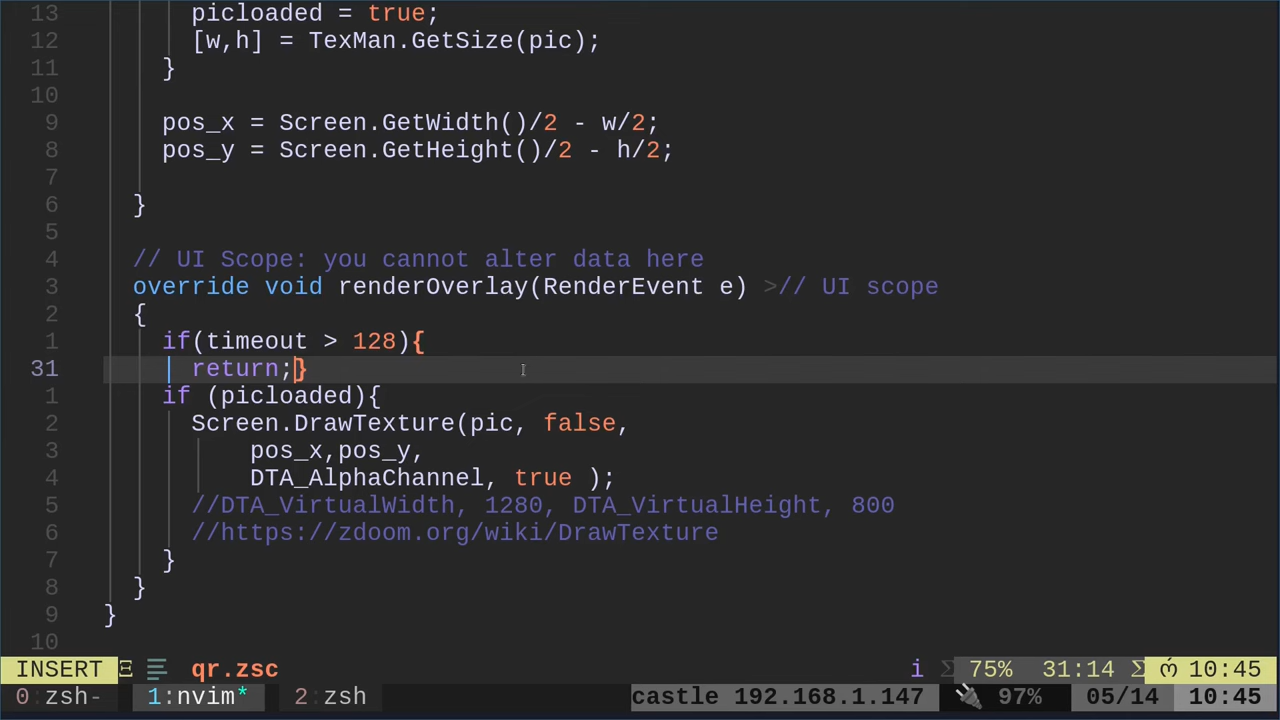 13 picloaded = true;
12 [w,h] = TexMan.GetSize(pic);
11 }
10
9 pos_x = Screen.GetWidth()/2 - w/2;
8 pos_y = Screen.GetHeight()/2 - h/2;
7
6 }
5
4 // UI Scope: you cannot alter data here
3 override void renderOverlay(RenderEvent e) >// UI scope
2 {
1 if(timeout > 128){
31 return;}
1 if (picloaded){
2 Screen.DrawTexture(pic, false,
3 pos_x,pos_y,
4 DTA_AlphaChannel, true );
5 //DTA_VirtualWidth, 1280, DTA_VirtualHeight, 800
6 //https://zdoom.org/wiki/DrawTexture
7 }
8 }
9 }
10
INSERT qr.zsc i 75% 31:14 10:45
0:zsh- 1:nvim* 2:zsh castle 192.168.1.147 97% 05/14 10:45